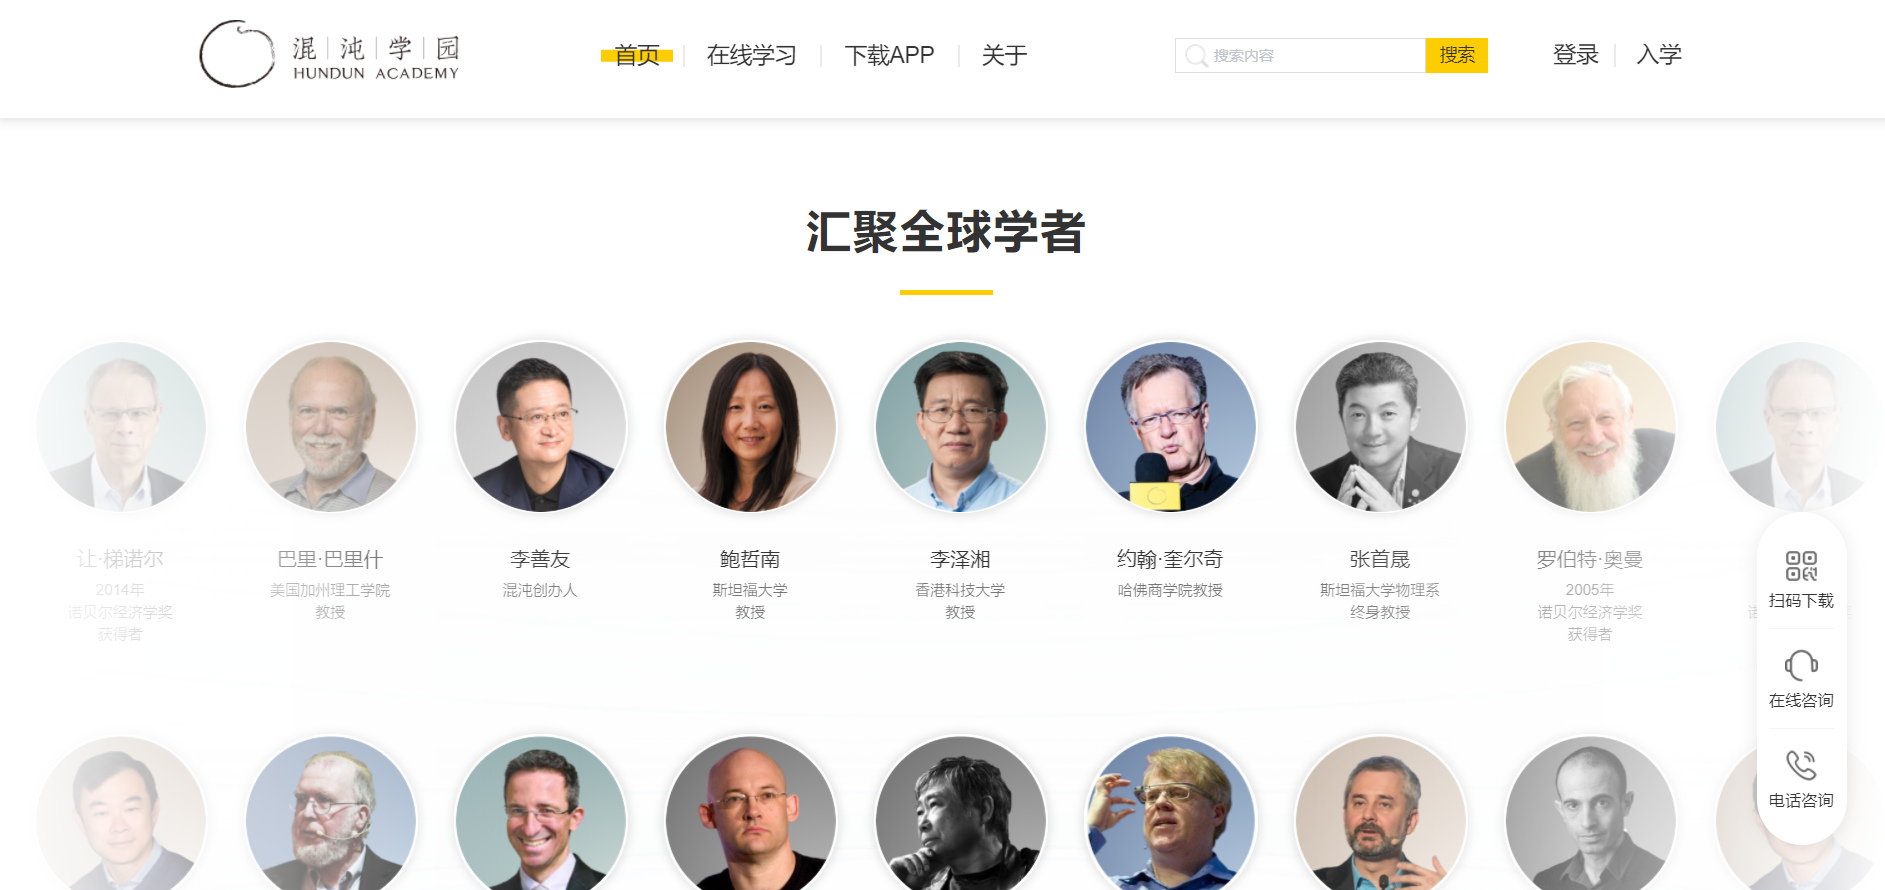 混沌学园
HUNDUN ACADEMY
首页
在线学习
下载APP
关于
搜索内容
搜索
登录
入学
汇聚全球学者
让·梯诺尔
2014年
诺贝尔经济学奖
获得者
巴里·巴里什
美国加州理工学院
教授
李善友
混沌创办人
鲍哲南
斯坦福大学
教授
李泽湘
香港科技大学
教授
约翰·奎尔奇
哈佛商学院教授
张首晟
斯坦福大学物理系
终身教授
罗伯特·奥曼
2005年
诺贝尔经济学奖
获得者
扫码下载
在线咨询
电话咨询